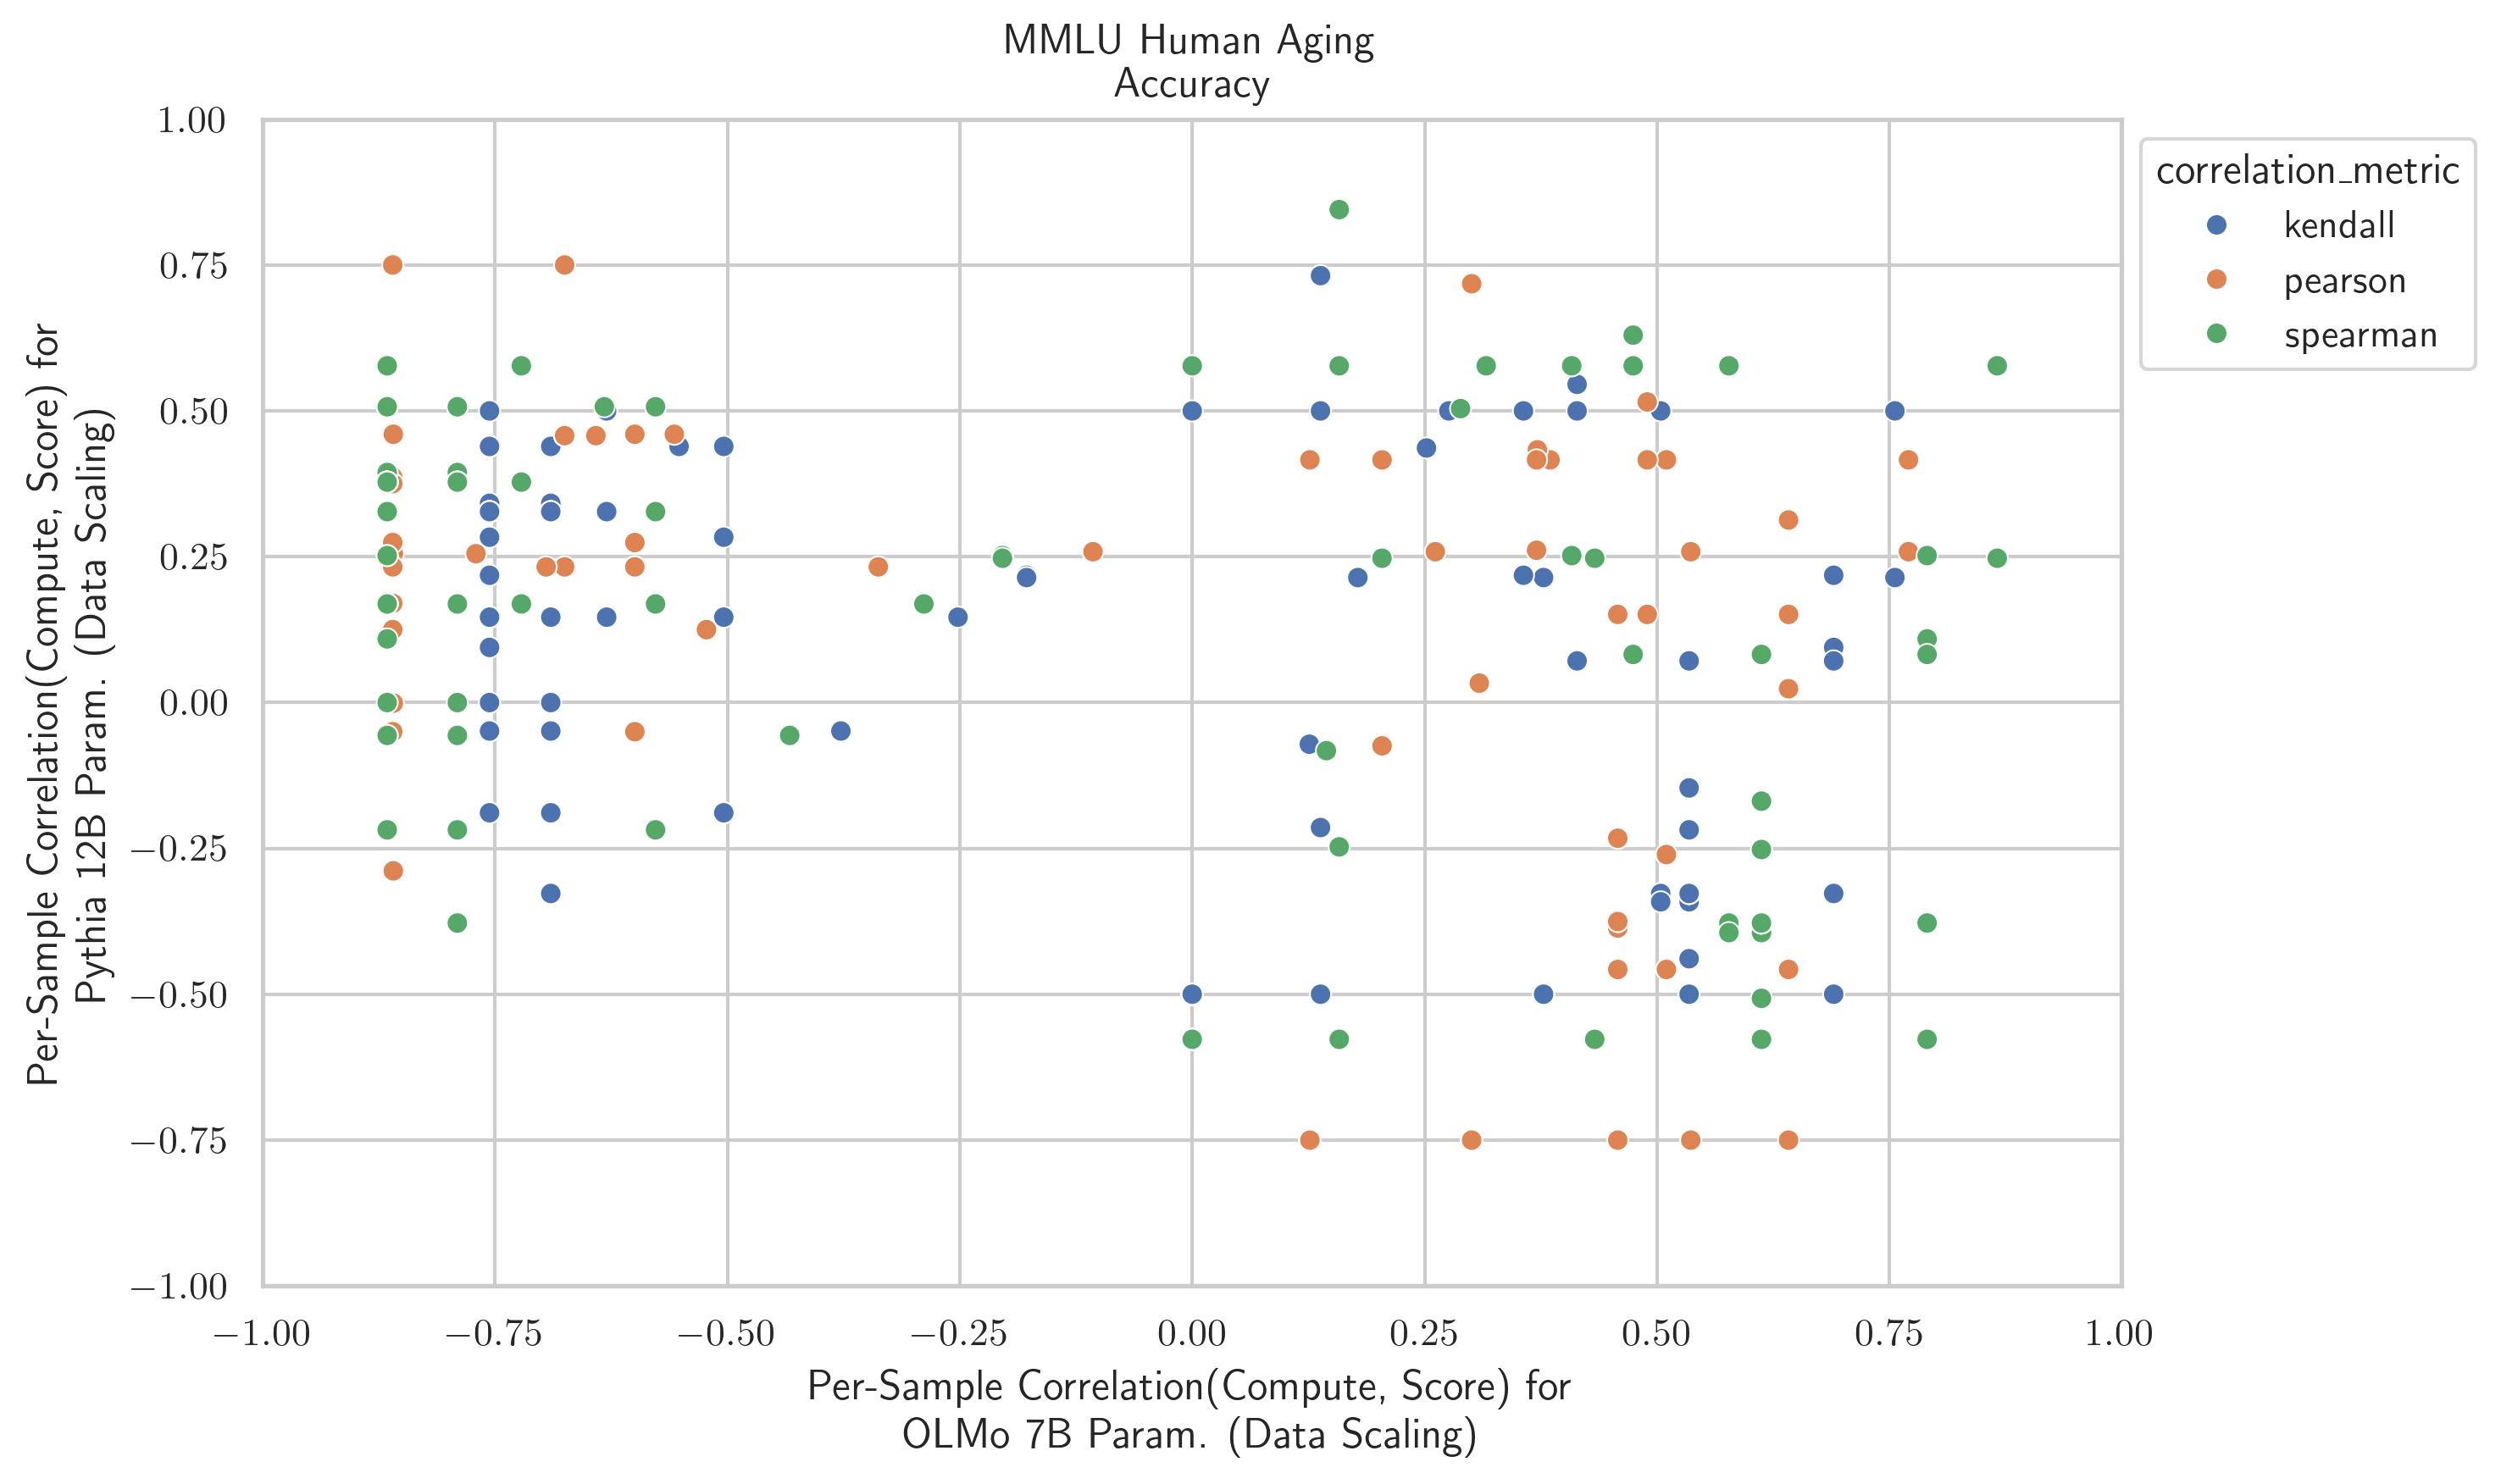 MMLU Human Aging
Accuracy
1.00
0.75
0.50
0.25
0.00
−0.25
−0.50
−0.75
−1.00
Per-Sample Correlation(Compute, Score) for
Pythia 12B Param. (Data Scaling)
−1.00
−0.75
−0.50
−0.25
0.00
0.25
0.50
0.75
1.00
Per-Sample Correlation(Compute, Score) for
OLMo 7B Param. (Data Scaling)
correlation_metric
kendall
pearson
spearman